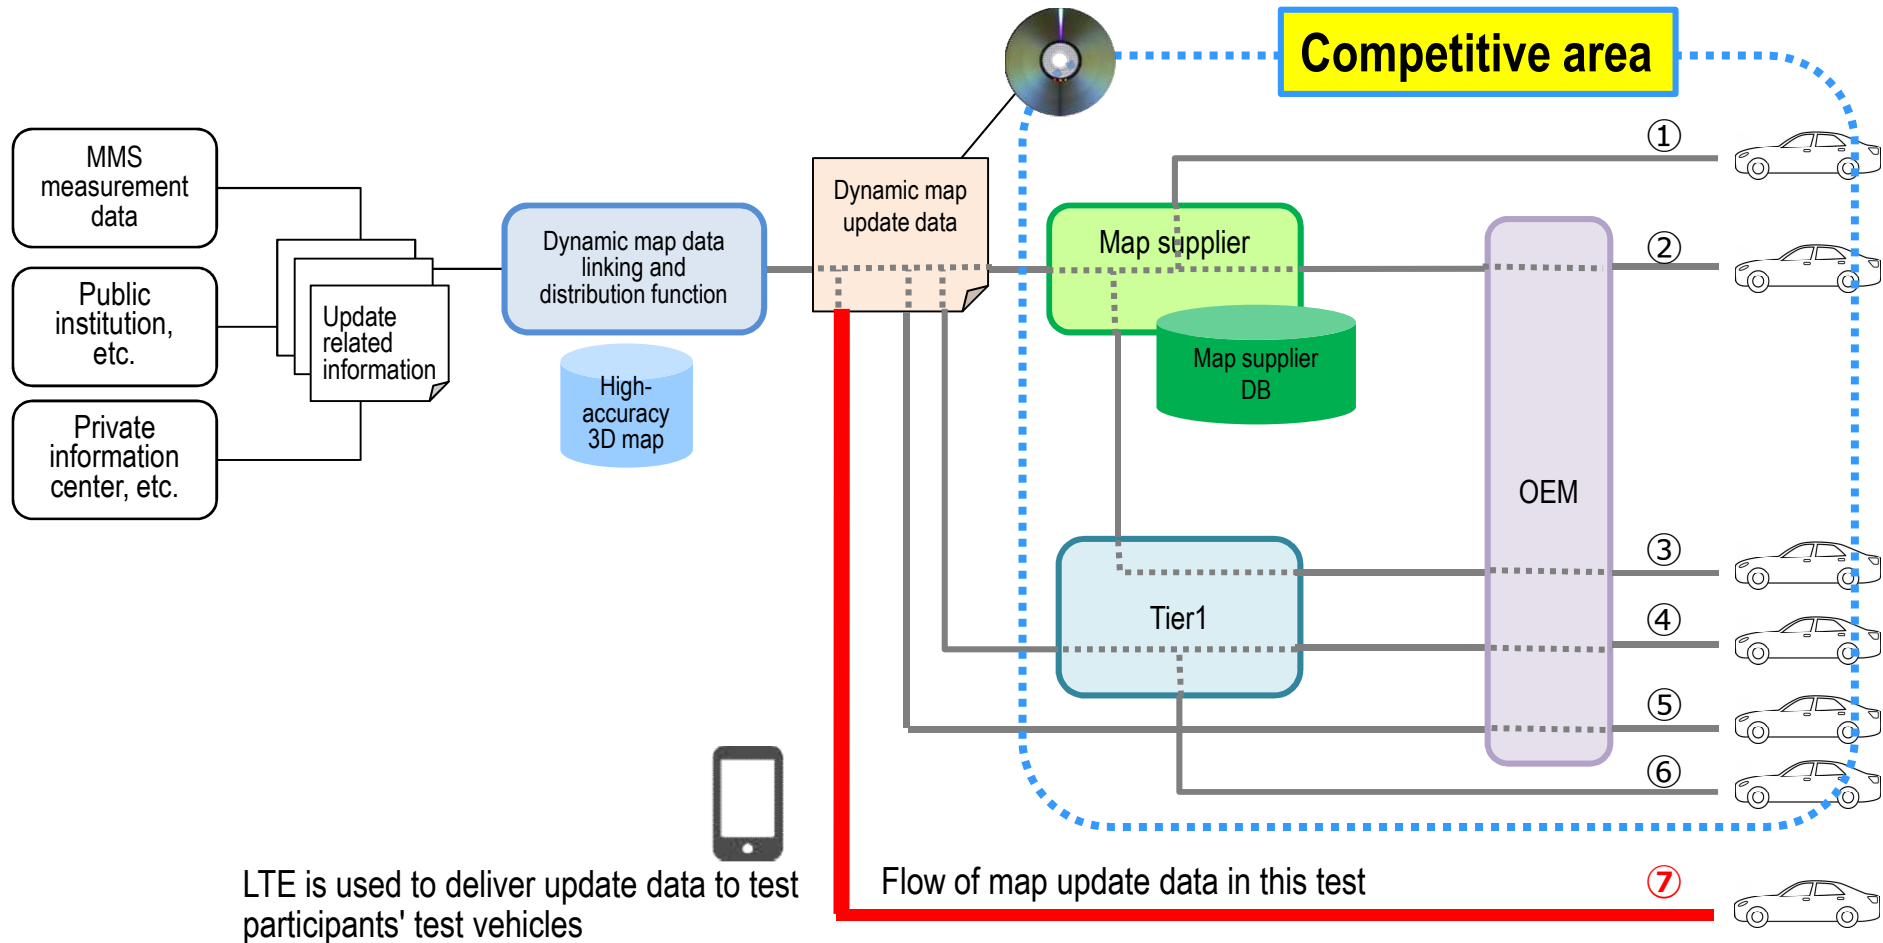 Competitive area
MMS
measurement
data
Public
institution,
etc.
Private
information
center, etc.
Update
related
information
Dynamic map data
linking and
distribution function
High-
accuracy
3D map
Dynamic map
update data
Map supplier
Map supplier
DB
Tier1
OEM
①
②
③
④
⑤
⑥
⑦
Flow of map update data in this test
LTE is used to deliver update data to test
participants' test vehicles